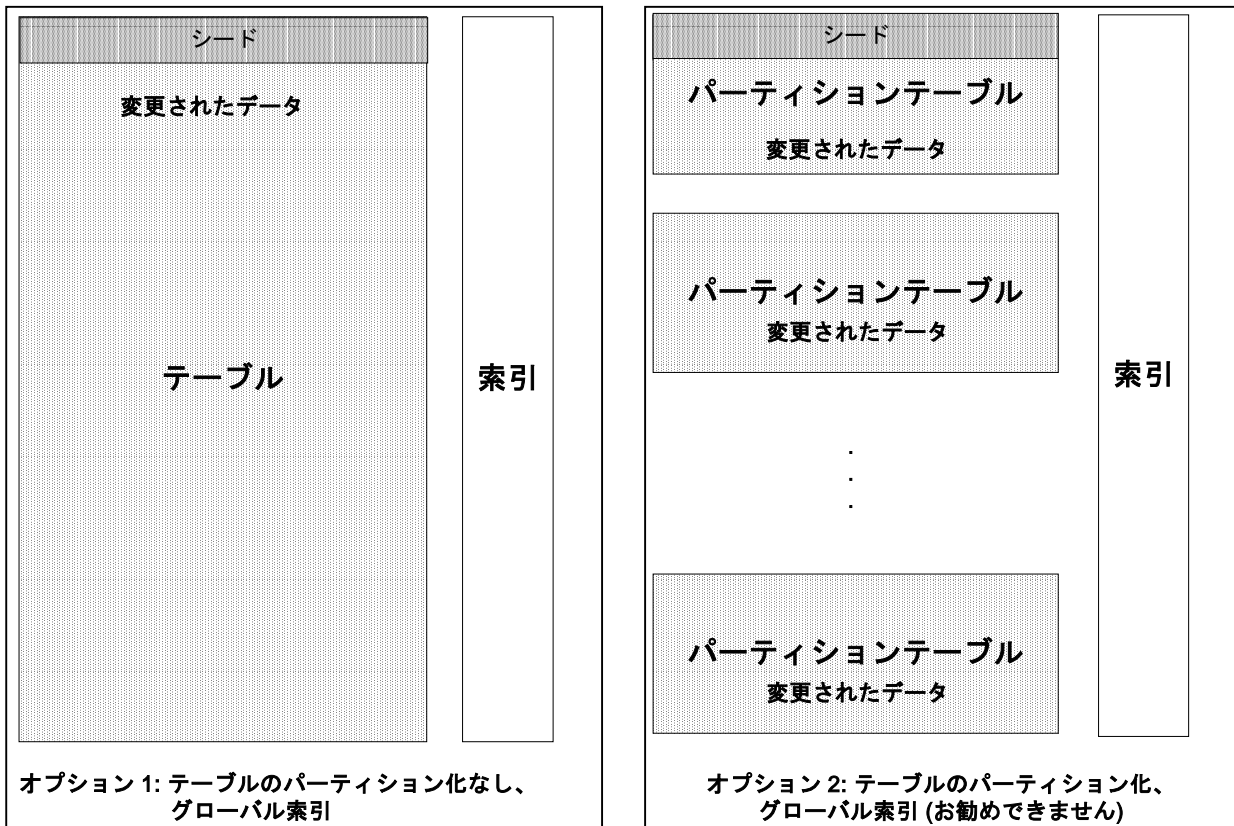 シード
変更されたデータ
テーブル
索引
オプション 1: テーブルのパーティション化なし、
グローバル索引
シード
パーティションテーブル
変更されたデータ
パーティションテーブル
変更されたデータ
.
.
.
パーティションテーブル
変更されたデータ
索引
オプション 2: テーブルのパーティション化、
グローバル索引 (お勧めできません)